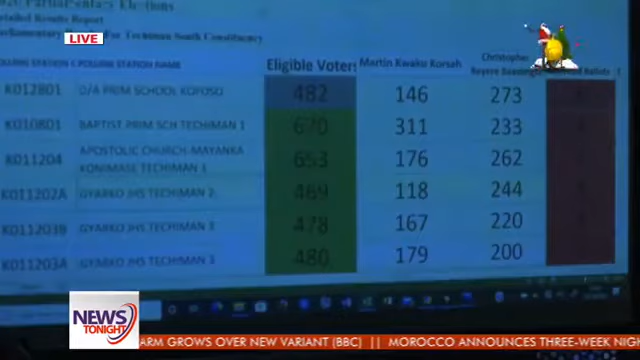 Parliamentary Elections
Detailed Results Report
LIVE
Parliamentary For Techiman South Constituency
POLLING STATION NAME Eligible Voters Martin Kwaku Korsah Christopher Beyere Baasongti Ballots
K012801 D/A PRIM SCHOOL KOFOSO 482 146 273
K010801 BAPTIST PRIM SCH TECHIMAN 1 670 311 233
K011204 APOSTOLIC CHURCH-MAYANKA KONIMASE TECHIMAN 1 653 176 262
K011202A GYARKO JHS TECHIMAN 2 469 118 244
K011203B GYARKO JHS TECHIMAN 3 478 167 220
K011203A GYARKO JHS TECHIMAN 3 480 179 200
NEWS TONIGHT
ARM GROWS OVER NEW VARIANT (BBC) || MOROCCO ANNOUNCES THREE-WEEK NIG